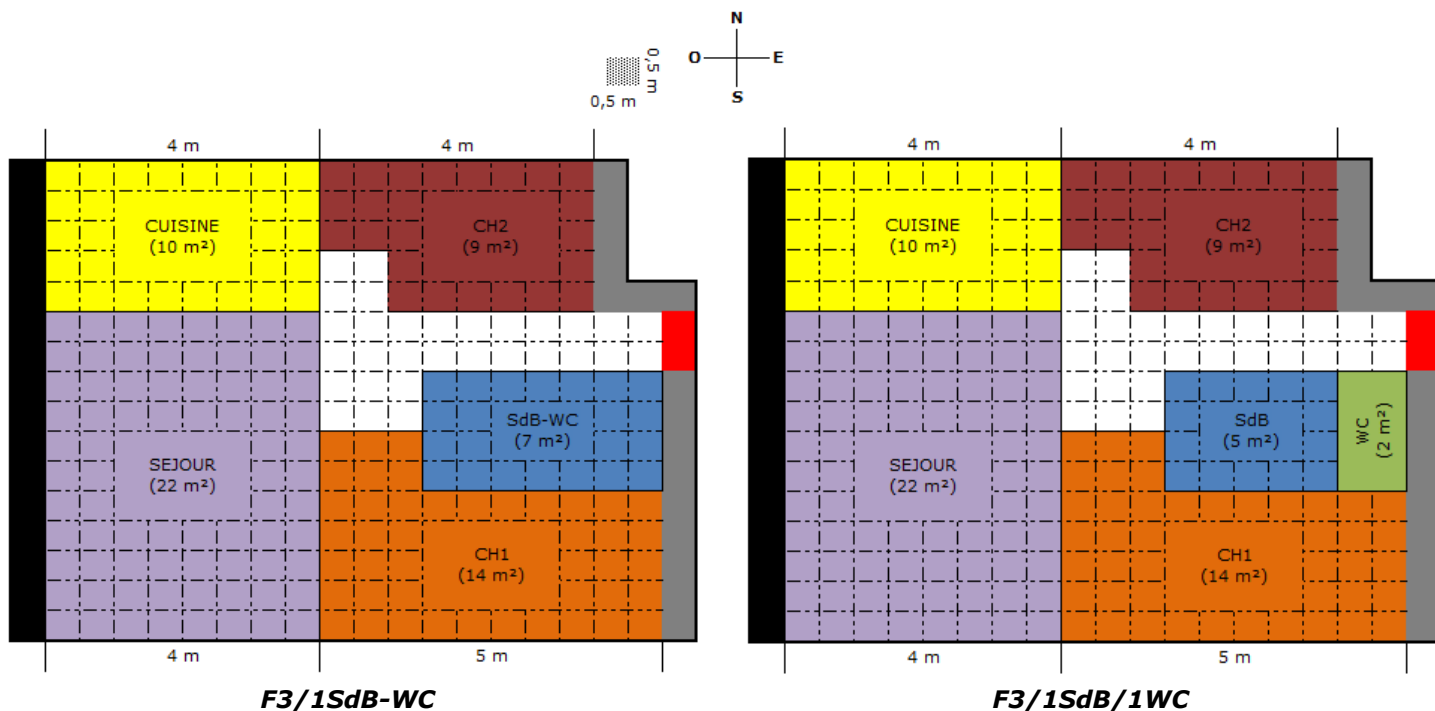 N
O
E
S
0,5 m
0,5 m
4 m
4 m
CUISINE
(10 m²)
CH2
(9 m²)
SdB-WC
(7 m²)
SEJOUR
(22 m²)
CH1
(14 m²)
4 m
5 m
F3/1SdB-WC
4 m
4 m
CUISINE
(10 m²)
CH2
(9 m²)
SdB
(5 m²)
WC
(2 m²)
SEJOUR
(22 m²)
CH1
(14 m²)
4 m
5 m
F3/1SdB/1WC